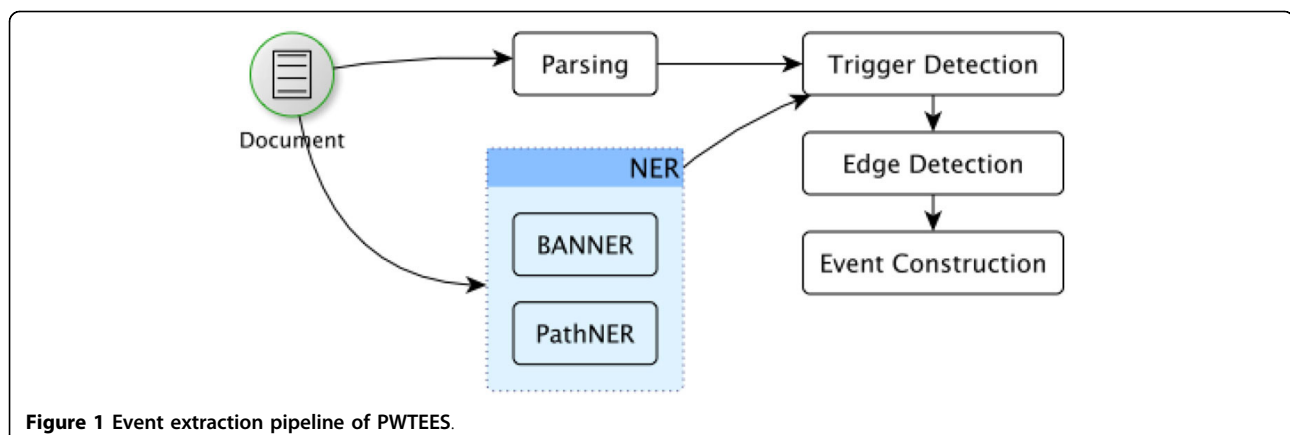 Parsing
Trigger Detection
Document
NER
Edge Detection
BANNER
Event Construction
PathNER
Figure 1 Event extraction pipeline of PWTEES.